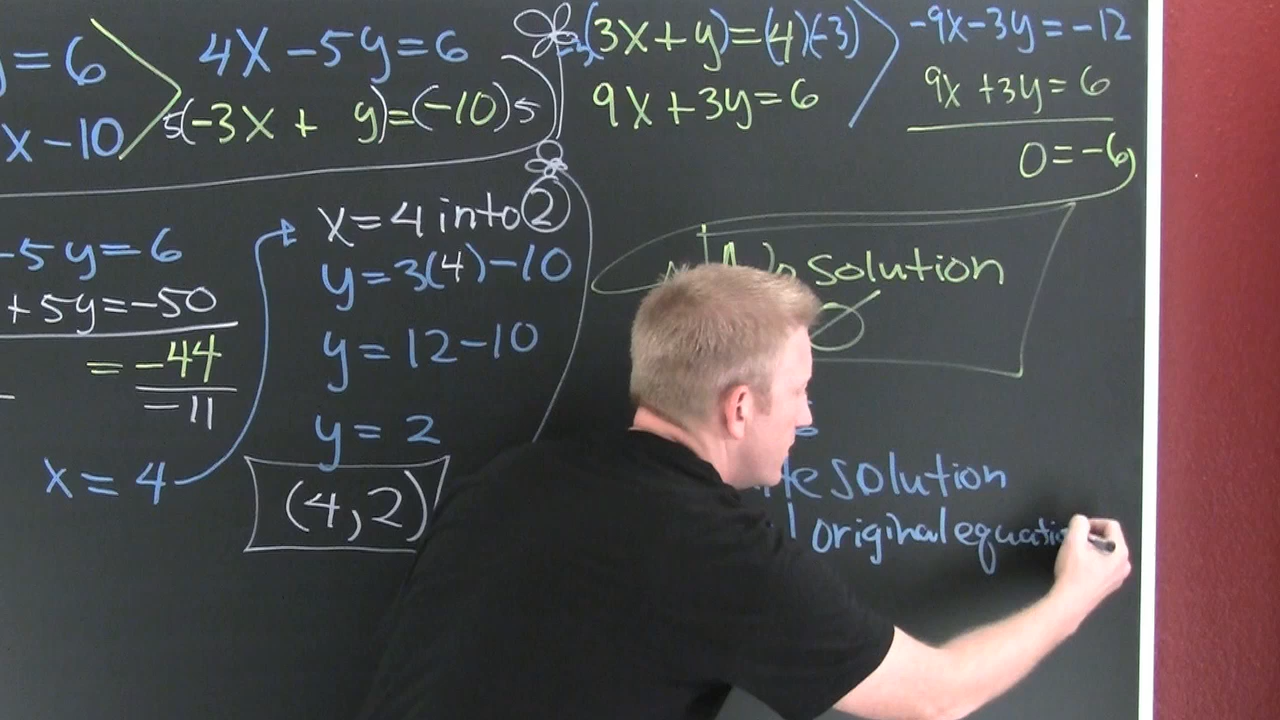 y = 6
x - 10
4x - 5y = 6
5(-3x + y) = (-10)5
-5y = 6
+ 5y = -50
= -44
-11
x = 4
x = 4 into 2
y = 3(4) - 10
y = 12 - 10
y = 2
(4, 2)
-3(3x + y) = (4)(-3)
9x + 3y = 6
-9x - 3y = -12
9x + 3y = 6
0 = -6
No solution
∅
solution
original equatio